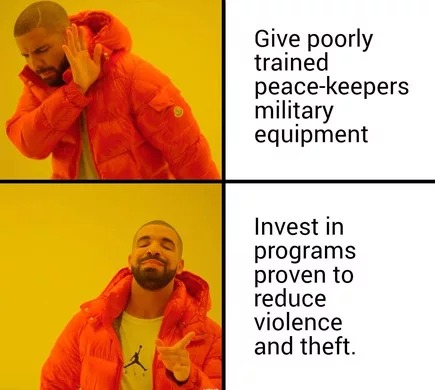 Give poorly
trained
peace-keepers
military
equipment
Invest in
programs
proven to
reduce
violence
and theft.